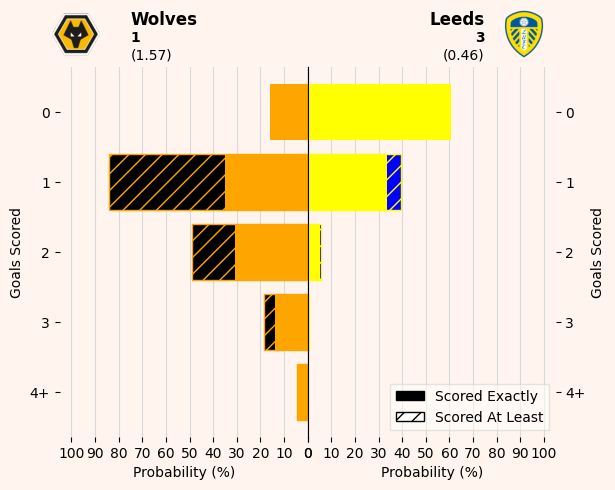 Wolves
1
(1.57)
Leeds
3
(0.46)
Goals Scored
0
1
2
3
4+
0
1
2
3
4+
Goals Scored
Scored Exactly
Scored At Least
100 90 80 70 60 50 40 30 20 10 0
0 10 20 30 40 50 60 70 80 90 100
Probability (%)
Probability (%)